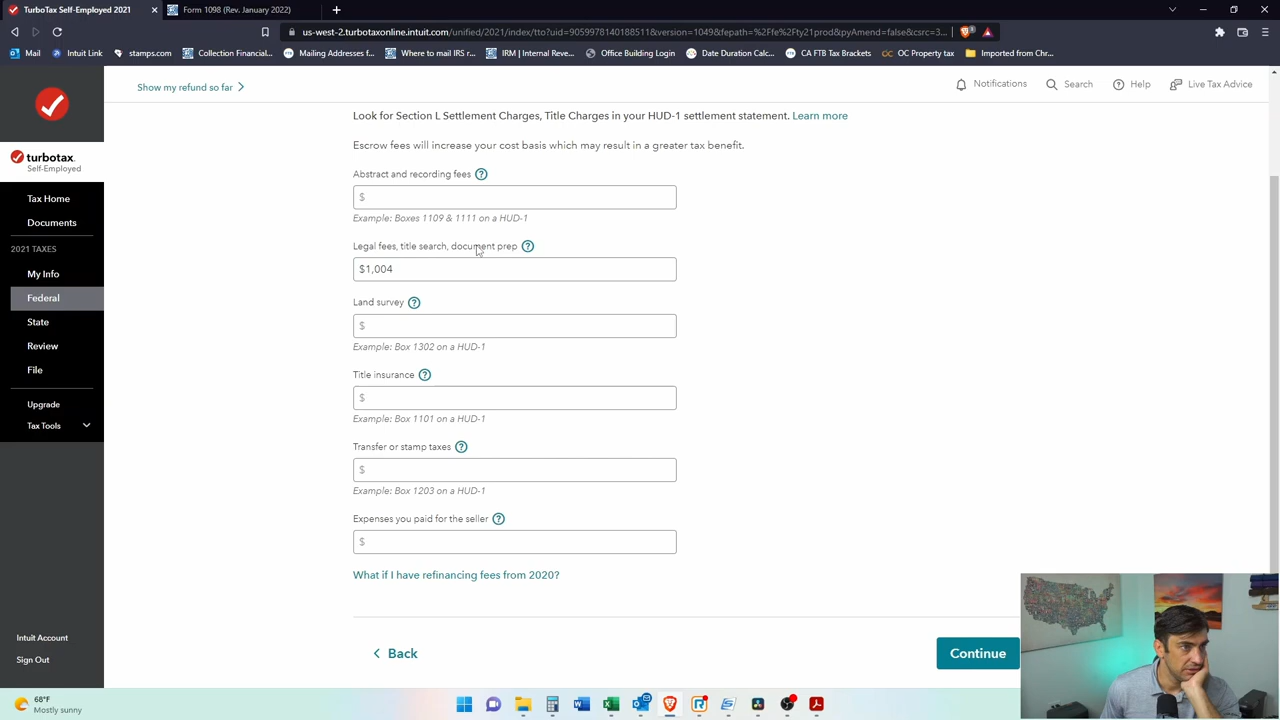 TurboTax Self-Employed 2021
Form 1098 (Rev. January 2022)
us-west-2.turbotaxonline.intuit.com/unified/2021/index/tto?uid=9059978140188511&version=1049&fepath=%2Ffe%2Fty21prod&pyAmend=false&csrc=3...
Mail
Intuit Link
stamps.com
Collection Financial...
Mailing Addresses f...
Where to mail IRS r...
IRM | Internal Reve...
Office Building Login
Date Duration Calc...
CA FTB Tax Brackets
OC Property tax
Imported from Chr...
Show my refund so far
Notifications
Search
Help
Live Tax Advice
turbotax.
Self-Employed
Tax Home
Documents
2021 TAXES
My Info
Federal
State
Review
File
Upgrade
Tax Tools
Intuit Account
Sign Out
Look for Section L Settlement Charges, Title Charges in your HUD-1 settlement statement. Learn more
Escrow fees will increase your cost basis which may result in a greater tax benefit.
Abstract and recording fees ?
$
Example: Boxes 1109 & 1111 on a HUD-1
Legal fees, title search, document prep ?
$1,004
Land survey ?
$
Example: Box 1302 on a HUD-1
Title insurance ?
$
Example: Box 1101 on a HUD-1
Transfer or stamp taxes ?
$
Example: Box 1203 on a HUD-1
Expenses you paid for the seller ?
$
What if I have refinancing fees from 2020?
Back
Continue
68°F
Mostly sunny